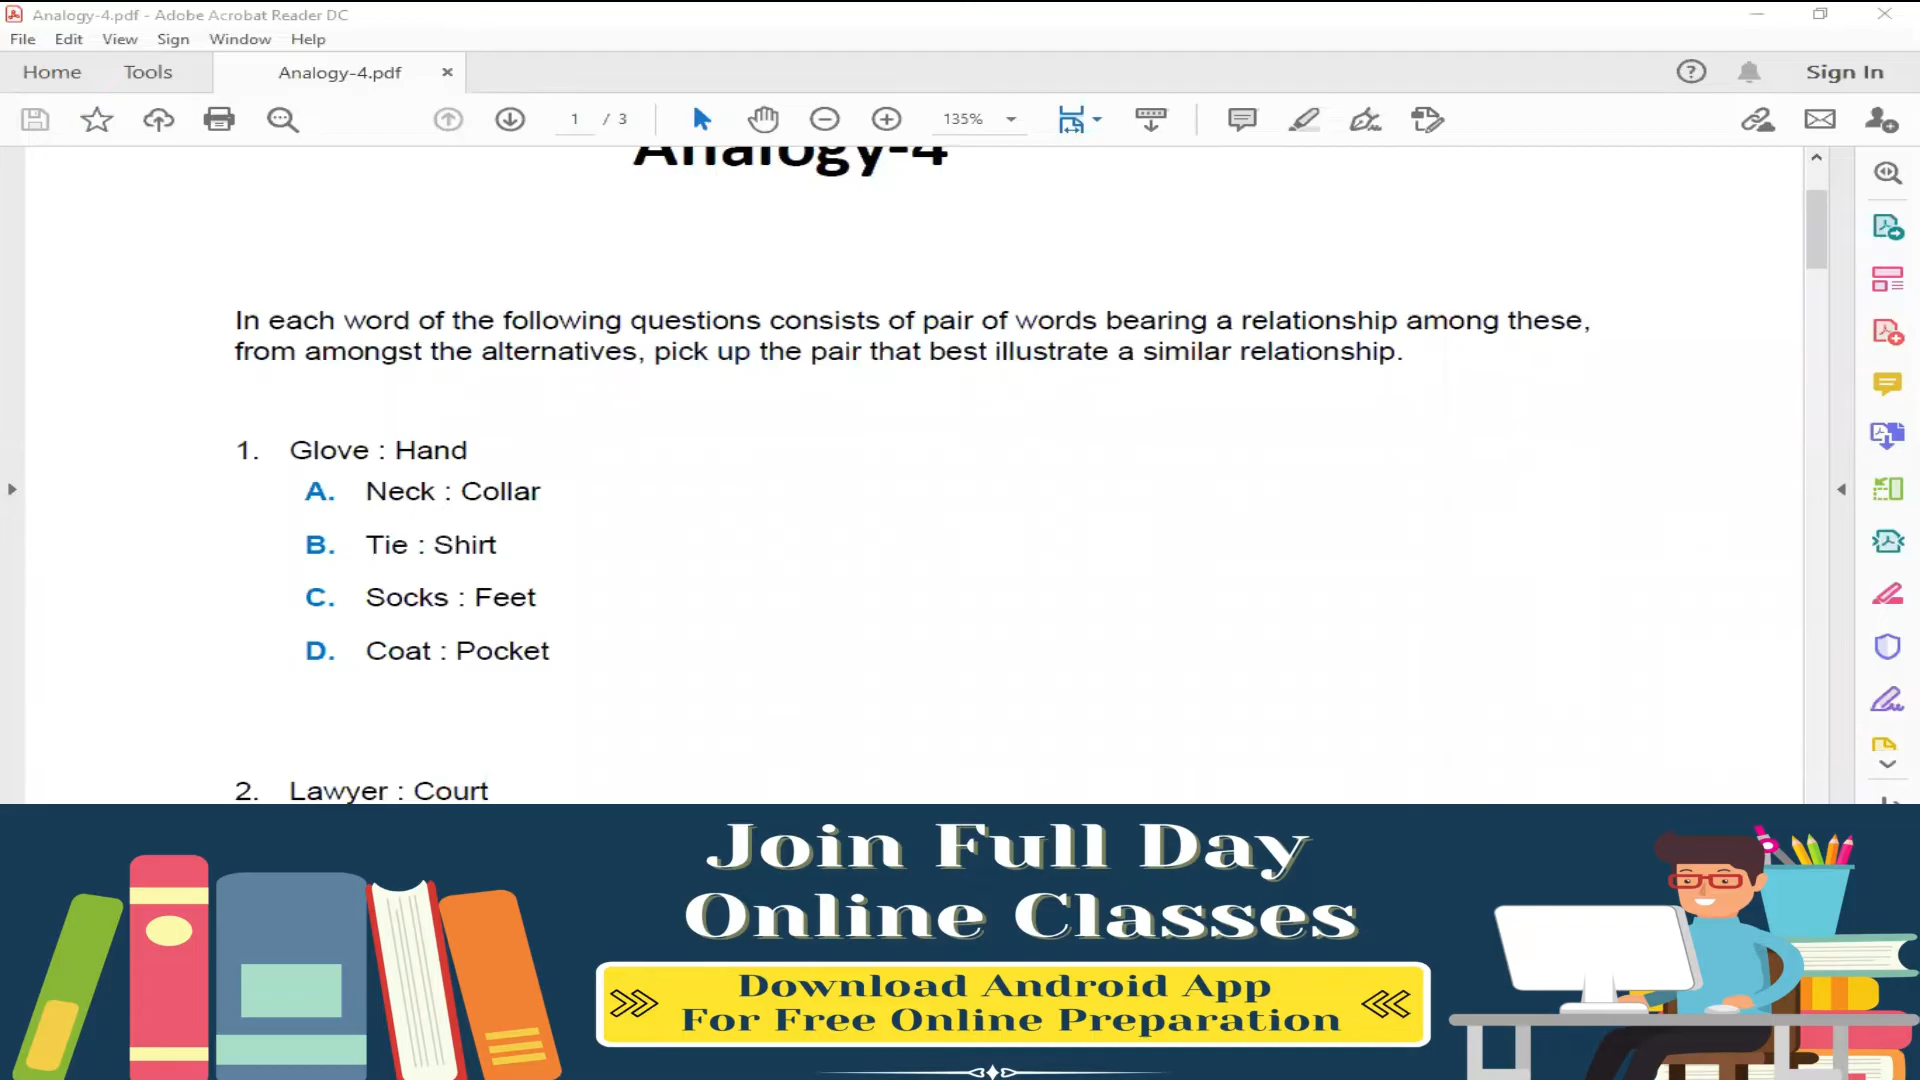 Analogy-4.pdf - Adobe Acrobat Reader DC
File Edit View Sign Window Help
Home Tools Analogy-4.pdf × Sign In
1 / 3 135%
Analogy-4
In each word of the following questions consists of pair of words bearing a relationship among these,
from amongst the alternatives, pick up the pair that best illustrate a similar relationship.
1. Glove : Hand
A. Neck : Collar
B. Tie : Shirt
C. Socks : Feet
D. Coat : Pocket
2. Lawyer : Court
Join Full Day
Online Classes
Download Android App
For Free Online Preparation